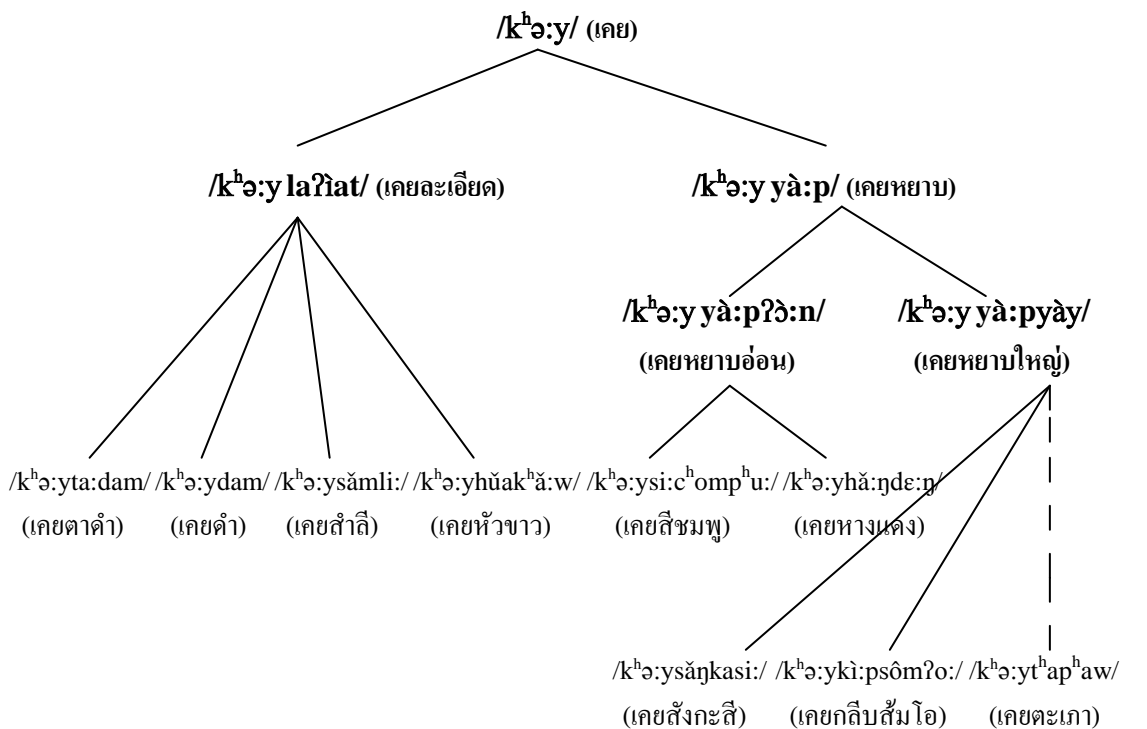 /kʰə:y/ (เคย)
/kʰə:y laʔìat/ (เคยละเอียด)
/kʰə:y yà:p/ (เคยหยาบ)
/kʰə:y yà:pʔɔ̀:n/
/kʰə:y yà:pyày/
(เคยหยาบอ่อน)
(เคยหยาบใหญ่)
/kʰə:yta:dam/ /kʰə:ydam/ /kʰə:ysǎmli:/ /kʰə:yhǔakʰǎ:w/ /kʰə:ysi:cʰompʰu:/ /kʰə:yhǎ:ŋdɛ:ŋ/
(เคยตาดำ) (เคยดำ) (เคยสำลี) (เคยหัวขาว) (เคยสีชมพู) (เคยหางแดง)
/kʰə:ysǎŋkasi:/ /kʰə:ykì:psômʔo:/ /kʰə:ytʰapʰaw/
(เคยสังกะสี) (เคยกลีบส้มโอ) (เคยตะเภา)